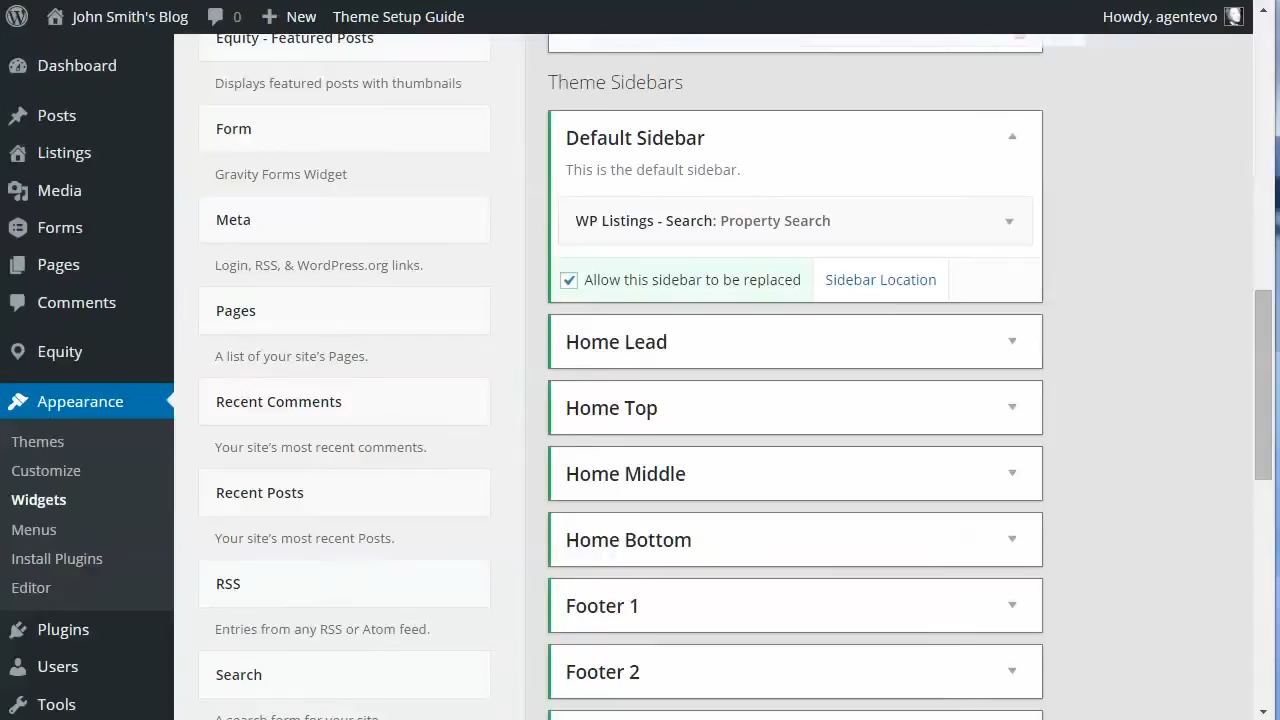 John Smith's Blog 0 New Theme Setup Guide Howdy, agentevo
Dashboard
Posts
Listings
Media
Forms
Pages
Comments
Equity
Appearance
Themes
Customize
Widgets
Menus
Install Plugins
Editor
Plugins
Users
Tools
Equity - Featured Posts
Displays featured posts with thumbnails
Form
Gravity Forms Widget
Meta
Login, RSS, & WordPress.org links.
Pages
A list of your site's Pages.
Recent Comments
Your site's most recent comments.
Recent Posts
Your site's most recent Posts.
RSS
Entries from any RSS or Atom feed.
Search
A search form for your site.
Theme Sidebars
Default Sidebar
This is the default sidebar.
WP Listings - Search: Property Search
Allow this sidebar to be replaced Sidebar Location
Home Lead
Home Top
Home Middle
Home Bottom
Footer 1
Footer 2